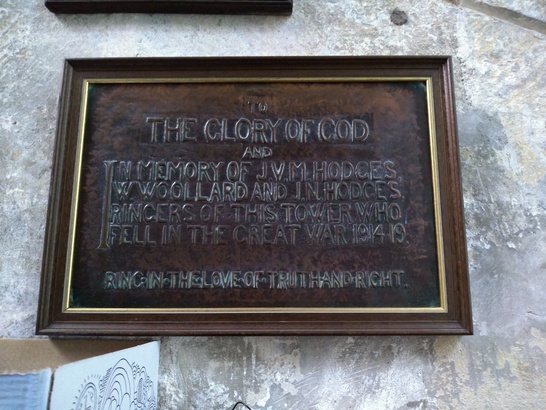 TO
THE GLORY OF GOD
AND
IN MEMORY OF J.V.M. HODGES,
W. WOOLLARD AND J.N. HODGES,
RINGERS OF THIS TOWER WHO
FELL IN THE GREAT WAR 1914-19.
RING·IN·THE·LOVE·OF·TRUTH·AND·RIGHT.